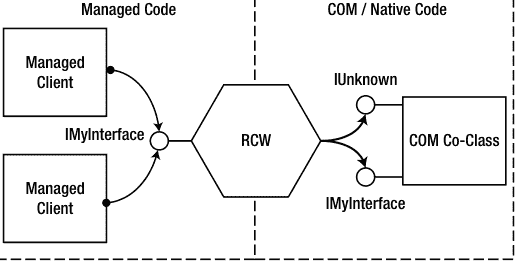 Managed Code
COM / Native Code
Managed
Client
IMyInterface
Managed
Client
RCW
IUnknown
COM Co-Class
IMyInterface